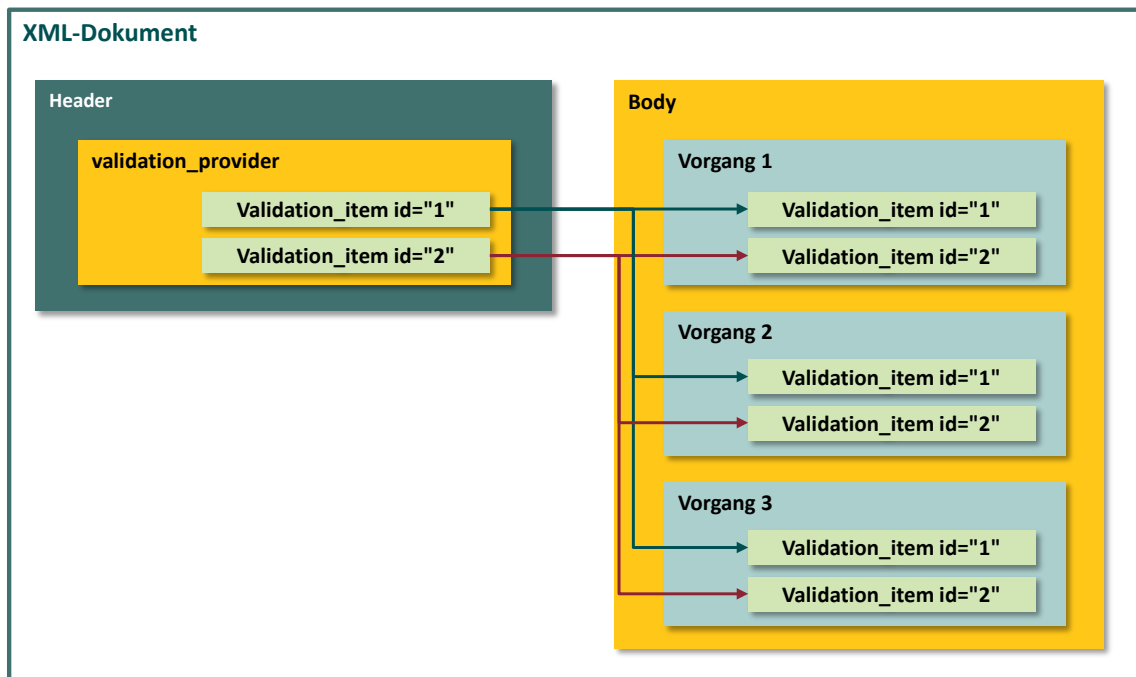 XML-Dokument
Header
validation_provider
Validation_item id="1"
Validation_item id="2"
Body
Vorgang 1
Validation_item id="1"
Validation_item id="2"
Vorgang 2
Validation_item id="1"
Validation_item id="2"
Vorgang 3
Validation_item id="1"
Validation_item id="2"